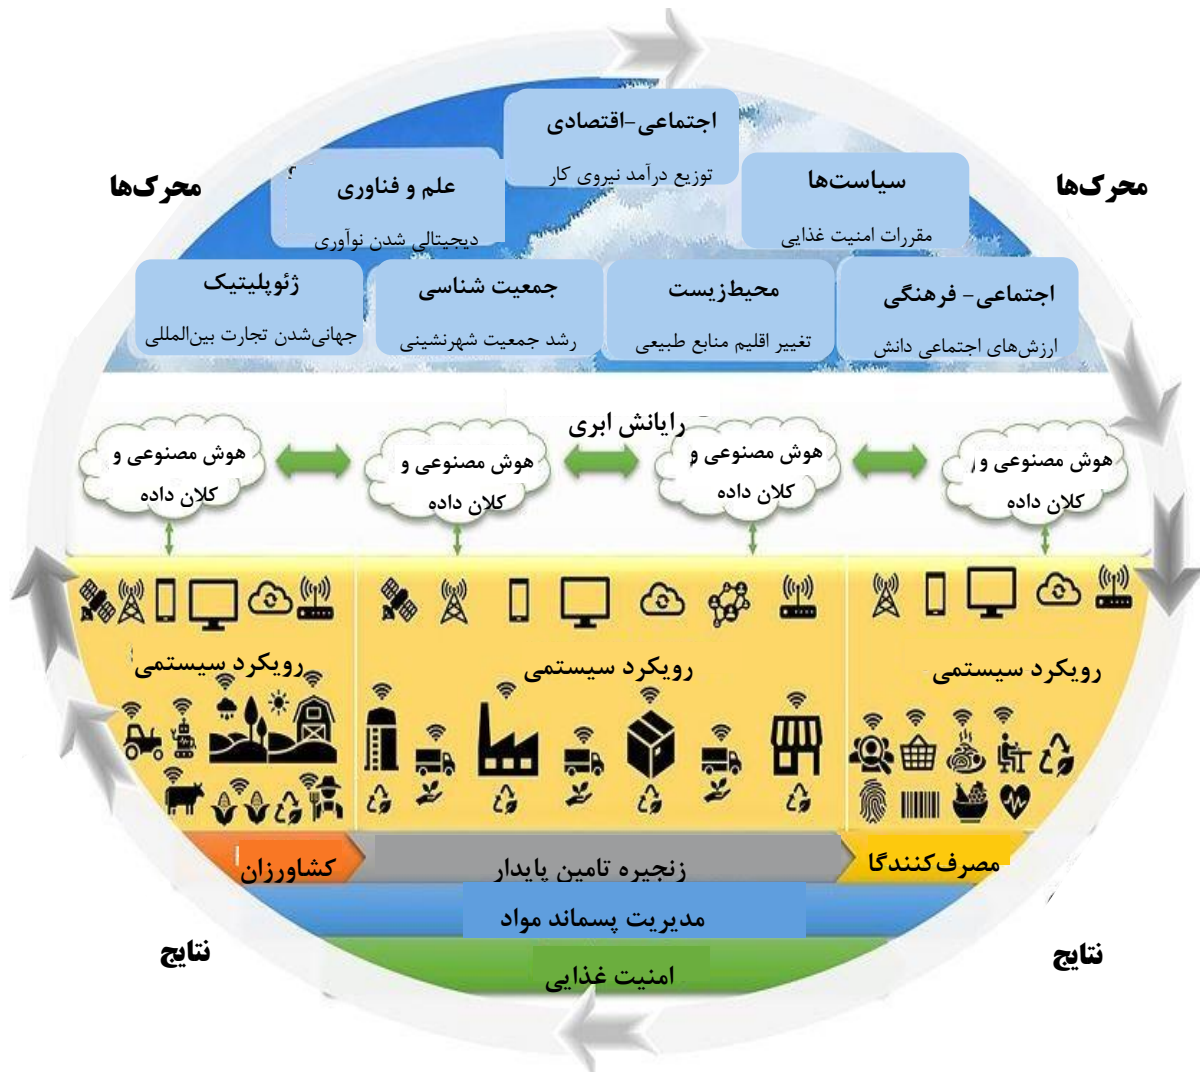 اجتماعی-اقتصادی
توزیع درآمد نیروی کار
محرک‌ها
سیاست‌ها
مقررات امنیت غذایی
علم و فناوری
دیجیتالی شدن نوآوری
محرک‌ها
اجتماعی- فرهنگی
ارزش‌های اجتماعی دانش
محیط‌زیست
تغییر اقلیم منابع طبیعی
جمعیت شناسی
رشد جمعیت شهرنشینی
ژئوپلیتیک
جهانی‌شدن تجارت بین‌المللی
رایانش ابری
هوش مصنوعی و
کلان داده
هوش مصنوعی و
کلان داده
هوش مصنوعی و
کلان داده
هوش مصنوعی و
کلان داده
رویکرد سیستمی
رویکرد سیستمی
رویکرد سیستمی
مصرف‌کنندگا
زنجیره تامین پایدار
کشاورزان
مدیریت پسماند مواد
نتایج
نتایج
امنیت غذایی